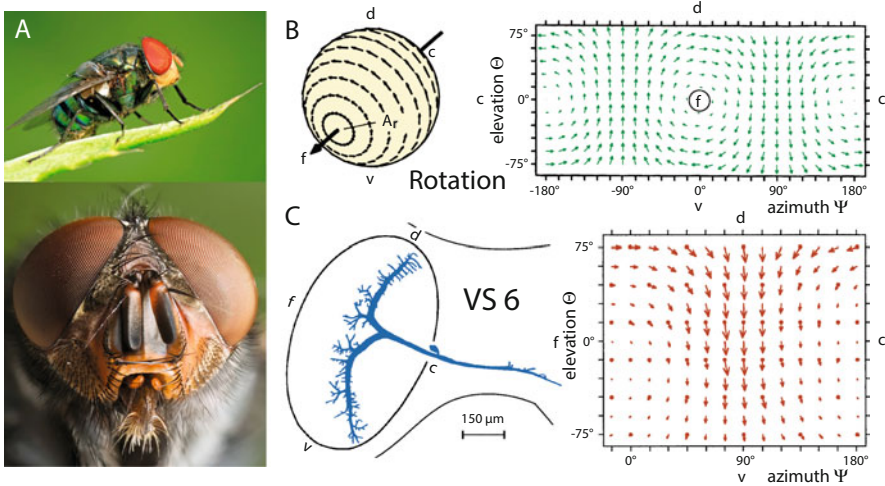 A
B
d
c
A_r
f
v
Rotation
d
75°
elevation Θ
c
0°
f
c
-75°
-180°
-90°
0°
90°
180°
v
azimuth Ψ
C
d
f
VS 6
c
150 µm
v
d
75°
elevation Θ
f
0°
c
-75°
0°
90°
180°
v
azimuth Ψ